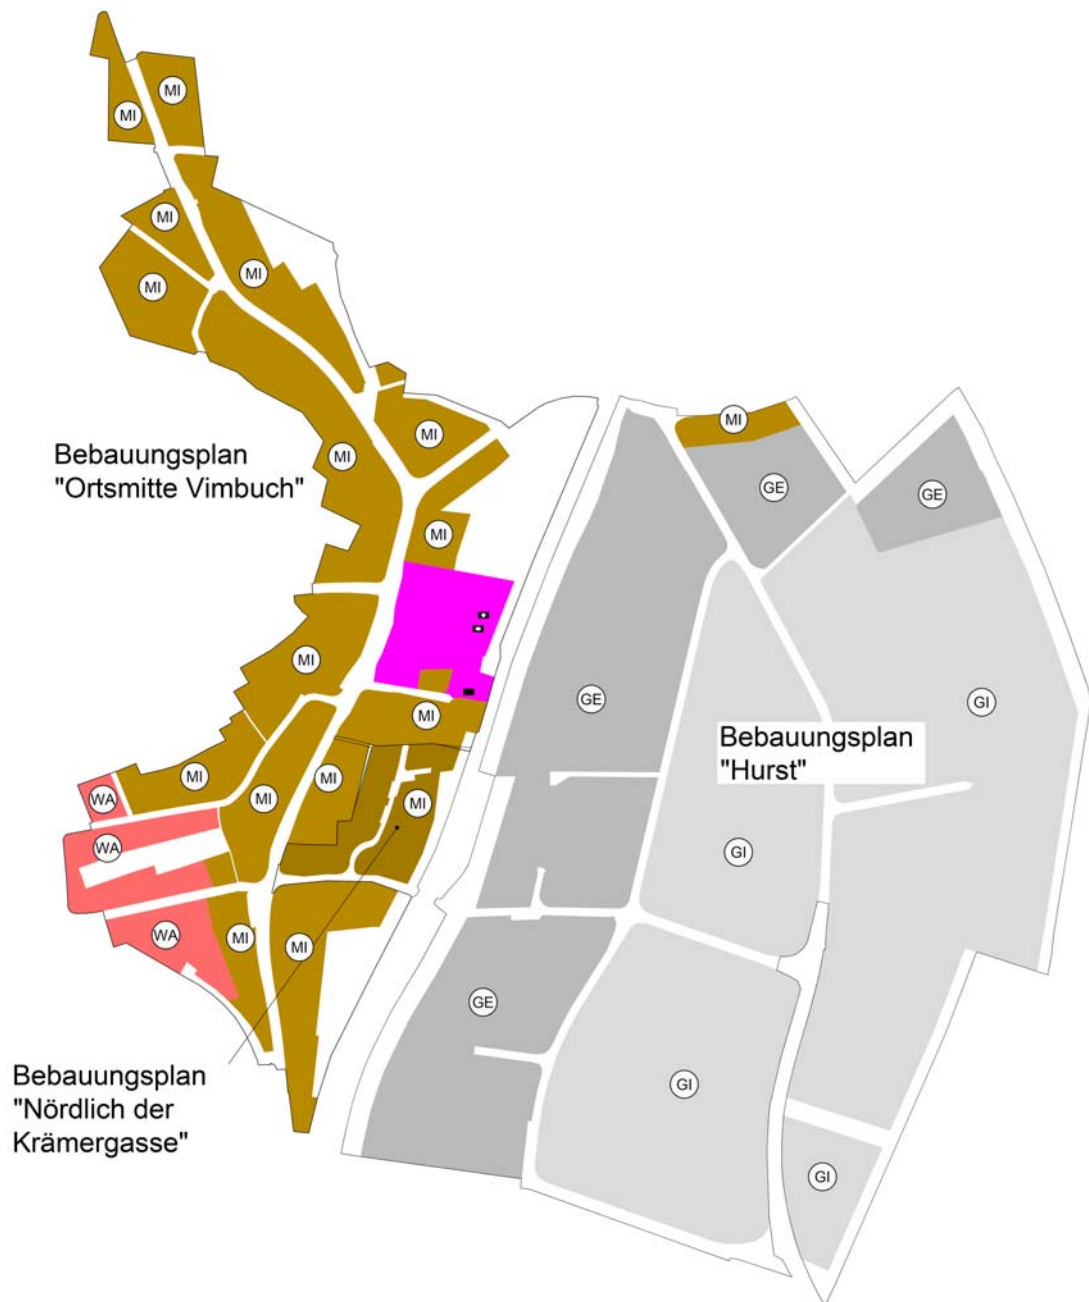 MI
MI
MI
MI
MI
MI
MI
GE
GE
Bebauungsplan
"Ortsmitte Vimbuch"
MI
MI
MI
GE
GI
MI
Bebauungsplan
"Hurst"
WA
MI
MI
MI
MI
WA
GI
WA
MI
MI
GE
Bebauungsplan
"Nördlich der
Krämergasse"
GI
GI